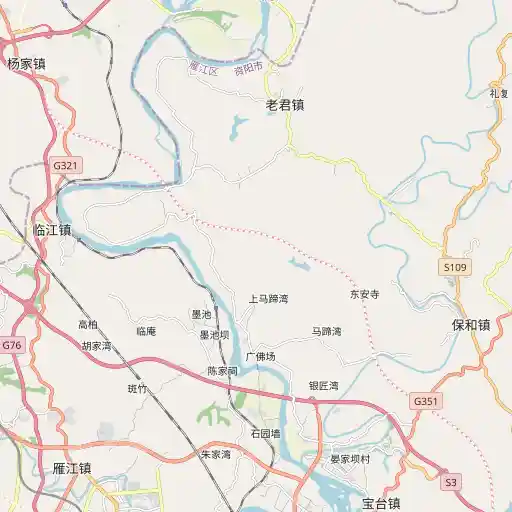 杨家镇
雁江区 资阳市
礼复
老君镇
G321
临江镇
S109
东安寺
上马蹄湾
墨池
高柏
临庵
墨池坝
马蹄湾
保和镇
胡家湾
G76
广佛场
陈家祠
斑竹
银匠湾
G351
石园墙
朱家湾
晏家坝村
雁江镇
S3
宝台镇